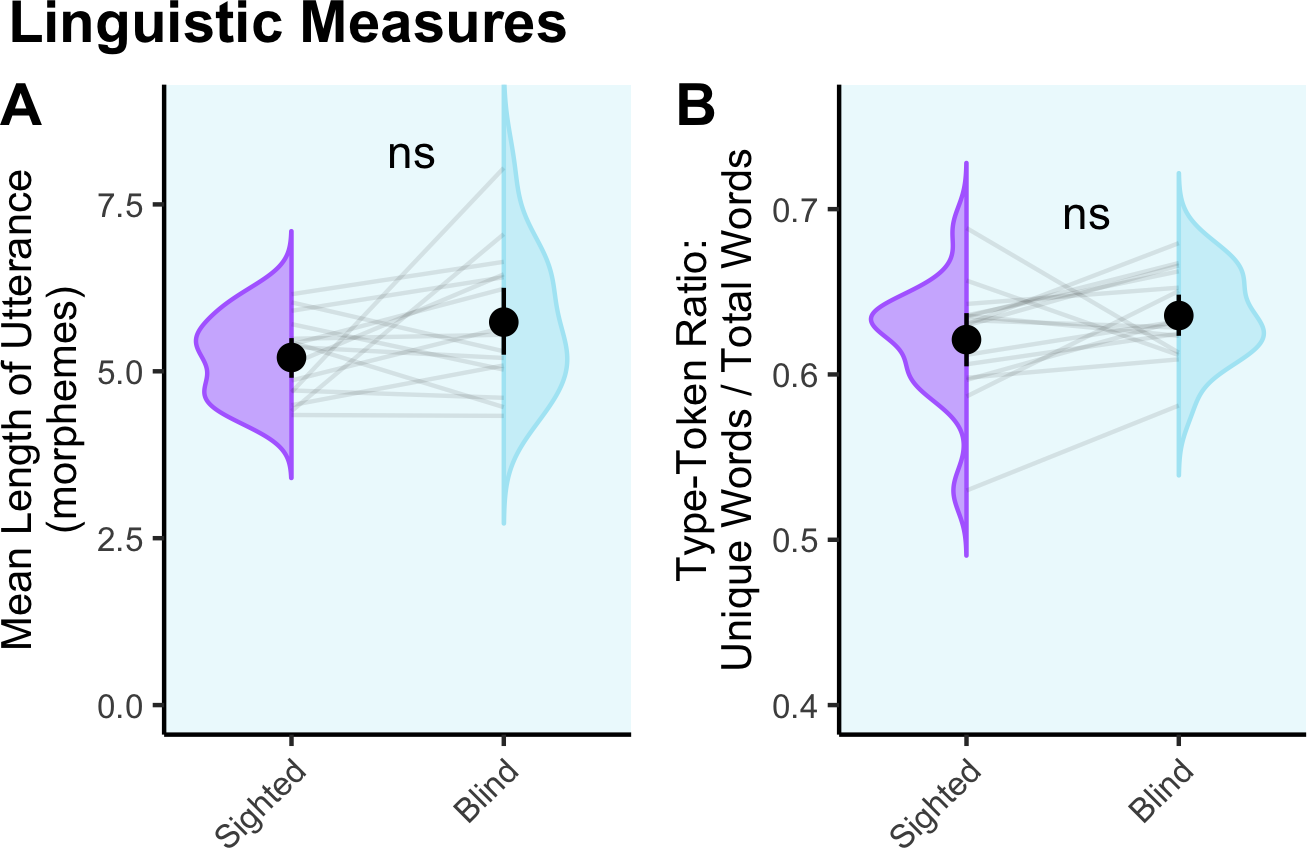 Linguistic Measures
A
Mean Length of Utterance
(morphemes)
7.5
5.0
2.5
0.0
ns
Sighted
Blind
B
Type-Token Ratio:
Unique Words / Total Words
0.7
0.6
0.5
0.4
ns
Sighted
Blind